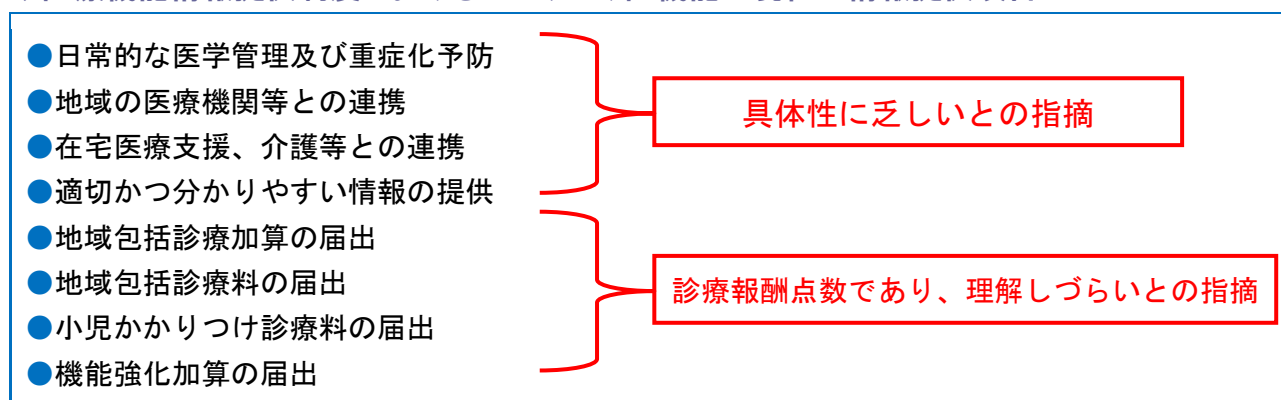 ●日常的な医学管理及び重症化予防
●地域の医療機関等との連携
●在宅医療支援、介護等との連携
●適切かつ分かりやすい情報の提供
具体性に乏しいとの指摘
●地域包括診療加算の届出
●地域包括診療料の届出
●小児かかりつけ診療料の届出
●機能強化加算の届出
診療報酬点数であり、理解しづらいとの指摘